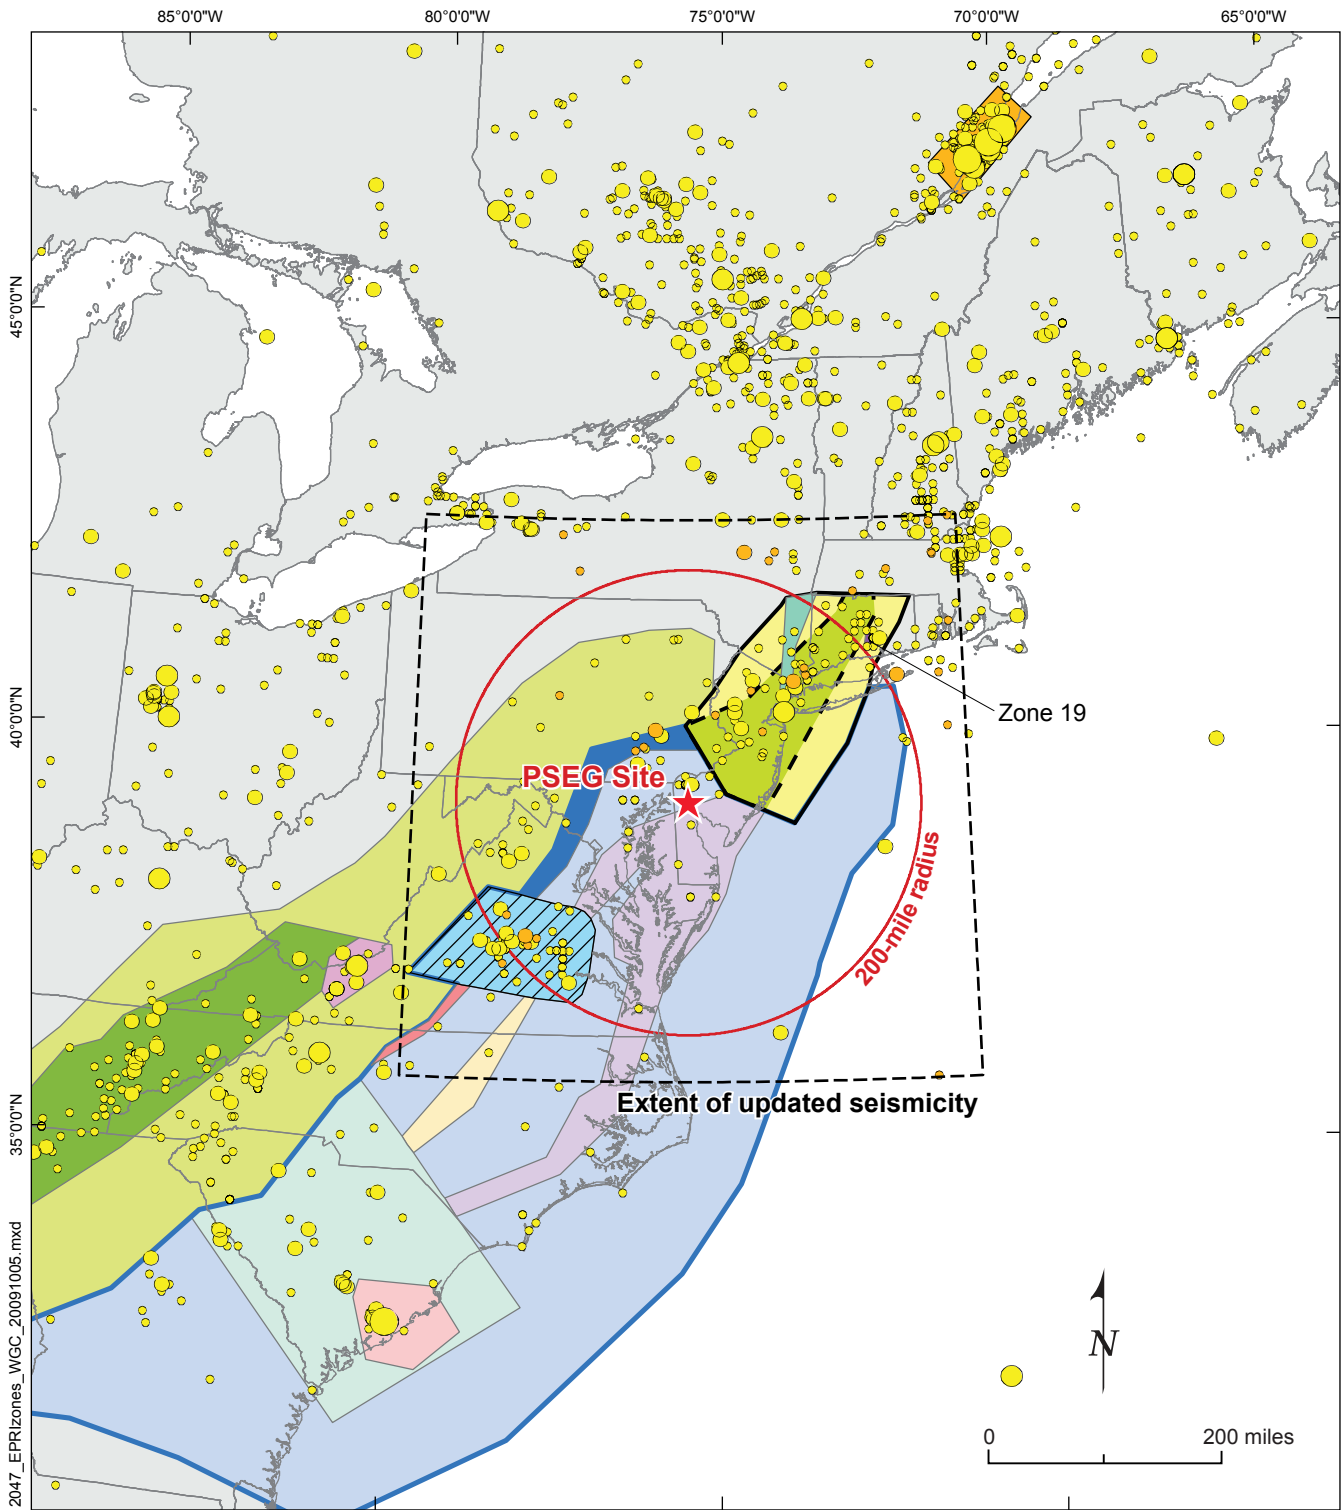 85°0'0"W
80°0'0"W
75°0'0"W
70°0'0"W
65°0'0"W
45°0'0"N
40°0'0"N
35°0'0"N
Zone 19
PSEG Site
200-mile radius
Extent of updated seismicity
N
0
200 miles
2047_EPRIzones_WGC_20091005.mxd